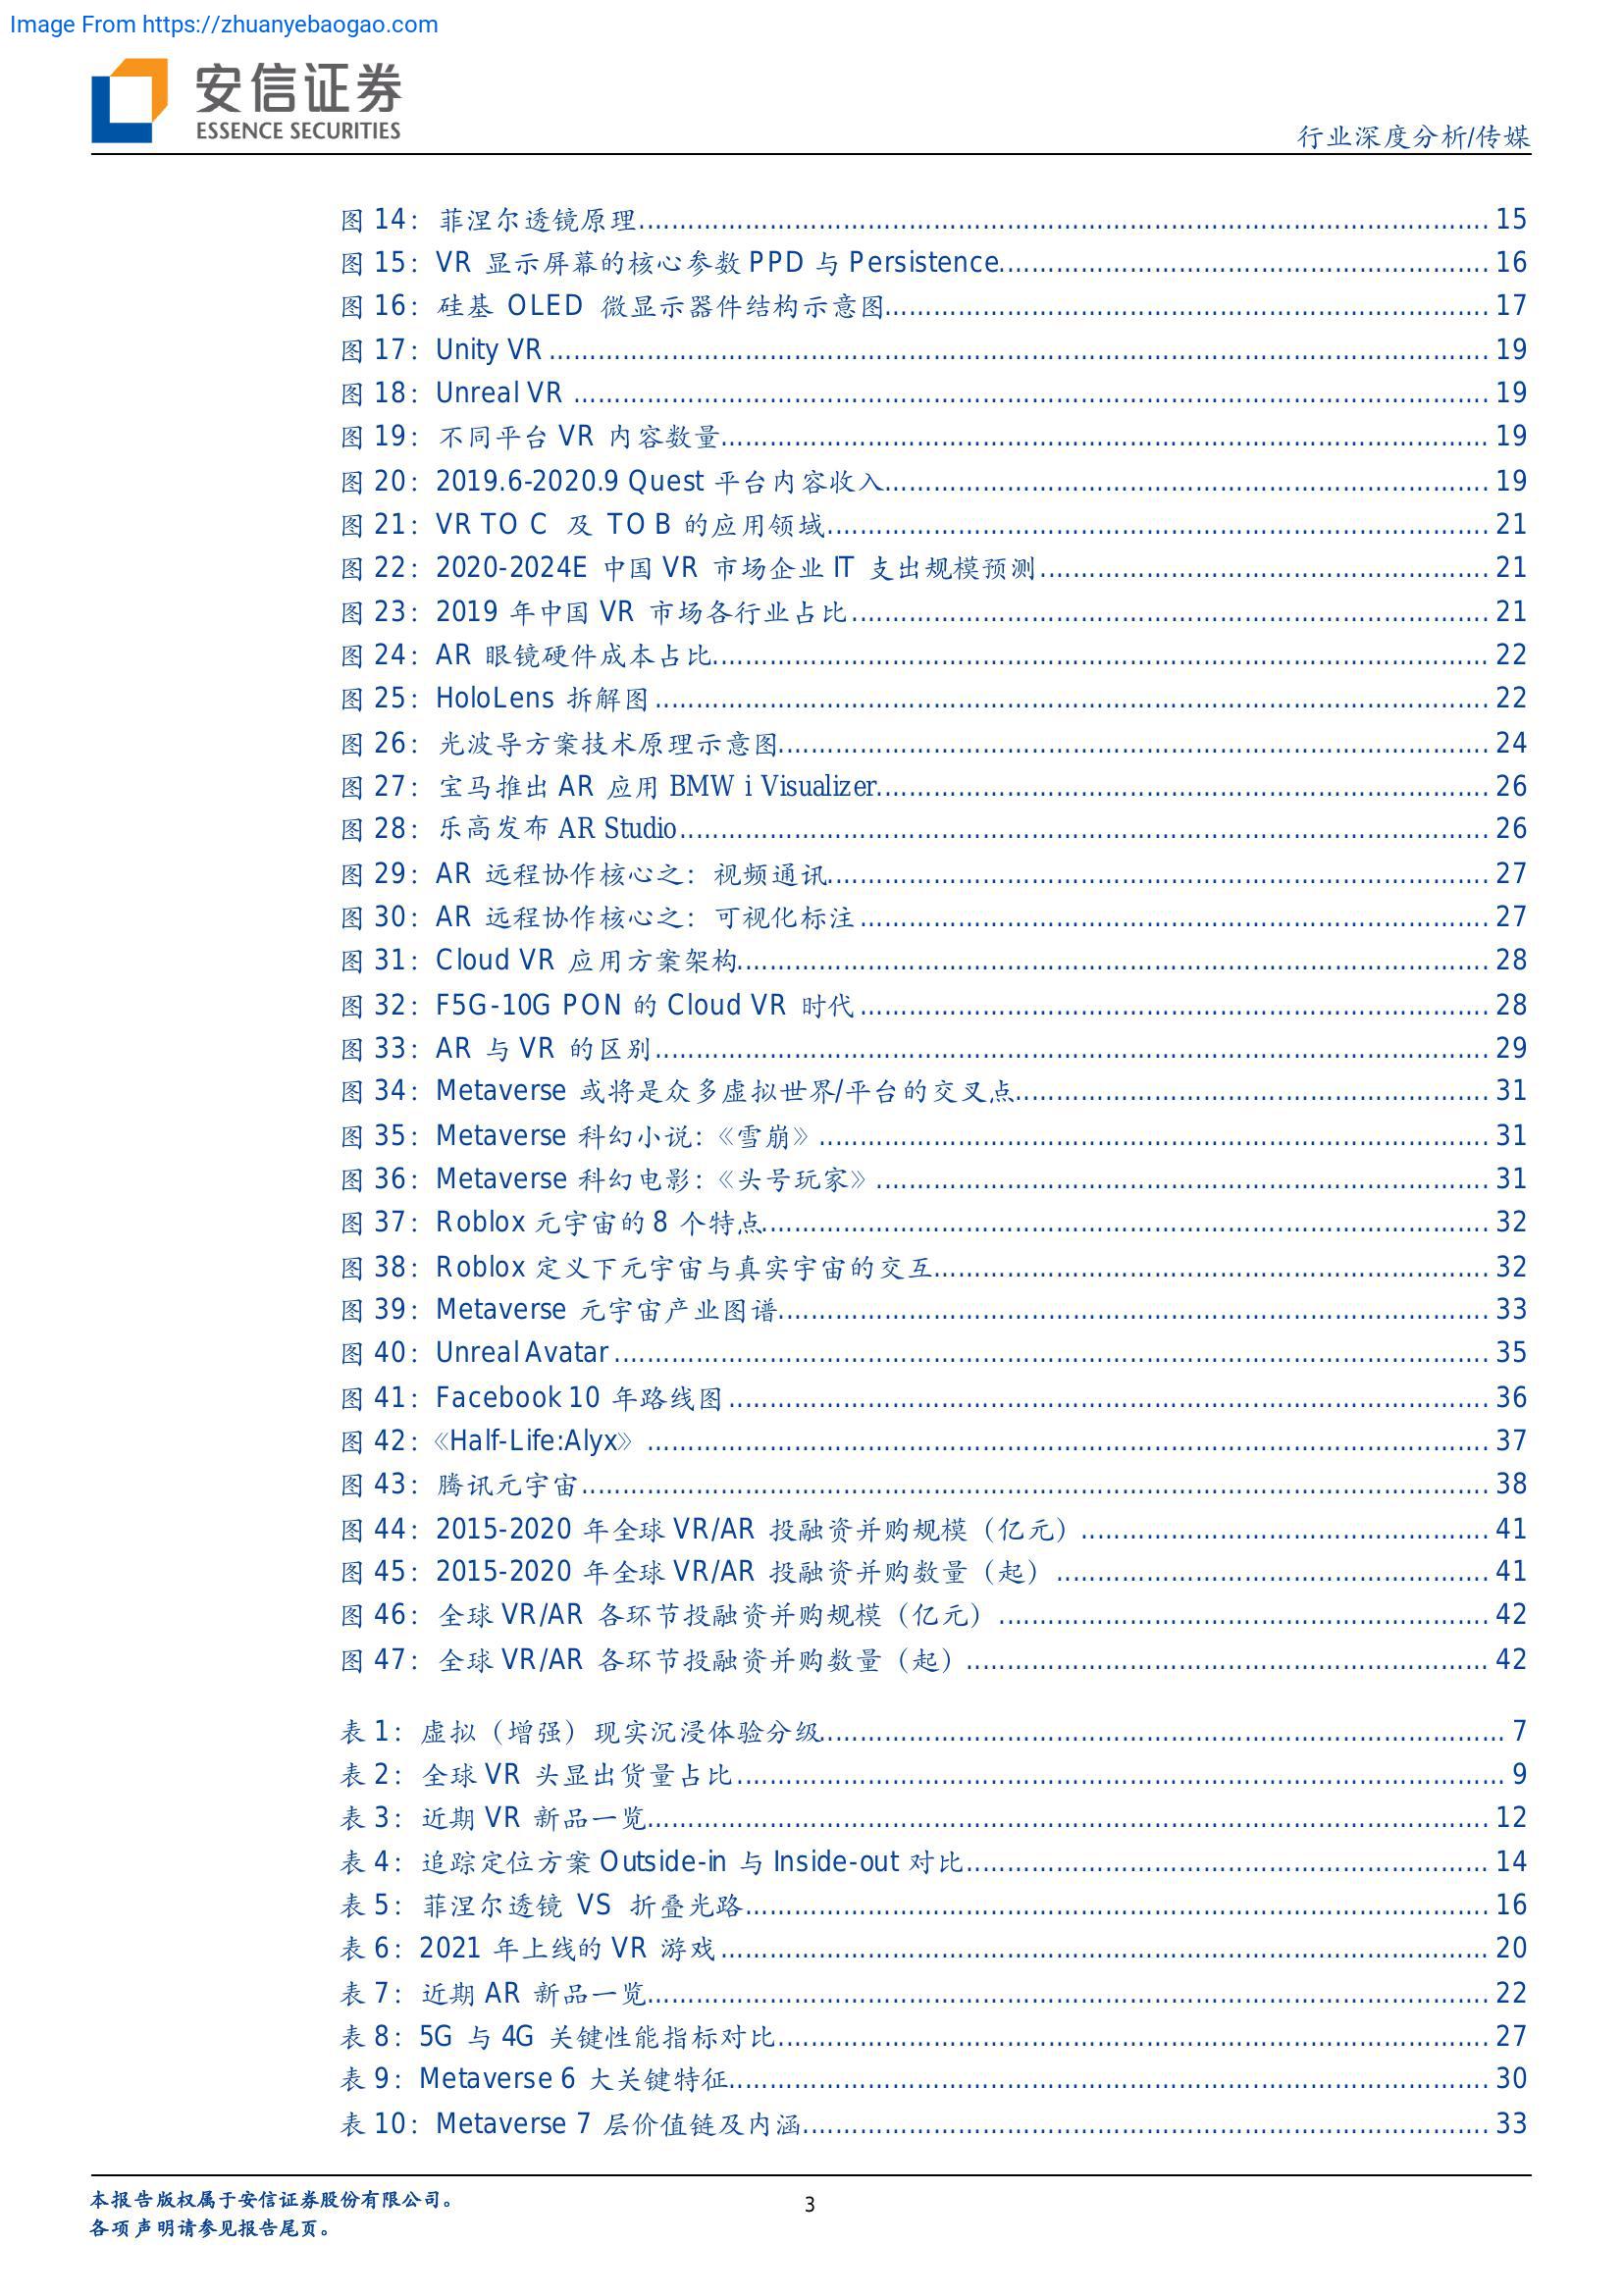 Image From https://zhuanyebaogao.com
安信证券
ESSENCE SECURITIES
行业深度分析/传媒
图 14：菲涅尔透镜原理 15
图 15：VR 显示屏幕的核心参数 PPD 与 Persistence 16
图 16：硅基 OLED 微显示器件结构示意图 17
图 17：Unity VR 19
图 18：Unreal VR 19
图 19：不同平台 VR 内容数量 19
图 20：2019.6-2020.9 Quest 平台内容收入 19
图 21：VR TO C 及 TO B 的应用领域 21
图 22：2020-2024E 中国 VR 市场企业 IT 支出规模预测 21
图 23：2019 年中国 VR 市场各行业占比 21
图 24：AR 眼镜硬件成本占比 22
图 25：HoloLens 拆解图 22
图 26：光波导方案技术原理示意图 24
图 27：宝马推出 AR 应用 BMW i Visualizer 26
图 28：乐高发布 AR Studio 26
图 29：AR 远程协作核心之：视频通讯 27
图 30：AR 远程协作核心之：可视化标注 27
图 31：Cloud VR 应用方案架构 28
图 32：F5G-10G PON 的 Cloud VR 时代 28
图 33：AR 与 VR 的区别 29
图 34：Metaverse 或将是众多虚拟世界/平台的交叉点 31
图 35：Metaverse 科幻小说：《雪崩》 31
图 36：Metaverse 科幻电影：《头号玩家》 31
图 37：Roblox 元宇宙的 8 个特点 32
图 38：Roblox 定义下元宇宙与真实宇宙的交互 32
图 39：Metaverse 元宇宙产业图谱 33
图 40：Unreal Avatar 35
图 41：Facebook 10 年路线图 36
图 42：《Half-Life:Alyx》 37
图 43：腾讯元宇宙 38
图 44：2015-2020 年全球 VR/AR 投融资并购规模（亿元） 41
图 45：2015-2020 年全球 VR/AR 投融资并购数量（起） 41
图 46：全球 VR/AR 各环节投融资并购规模（亿元） 42
图 47：全球 VR/AR 各环节投融资并购数量（起） 42
表 1：虚拟（增强）现实沉浸体验分级 7
表 2：全球 VR 头显出货量占比 9
表 3：近期 VR 新品一览 12
表 4：追踪定位方案 Outside-in 与 Inside-out 对比 14
表 5：菲涅尔透镜 VS 折叠光路 16
表 6：2021 年上线的 VR 游戏 20
表 7：近期 AR 新品一览 22
表 8：5G 与 4G 关键性能指标对比 27
表 9：Metaverse 6 大关键特征 30
表 10：Metaverse 7 层价值链及内涵 33
本报告版权属于安信证券股份有限公司。
3
各项声明请参见报告尾页。